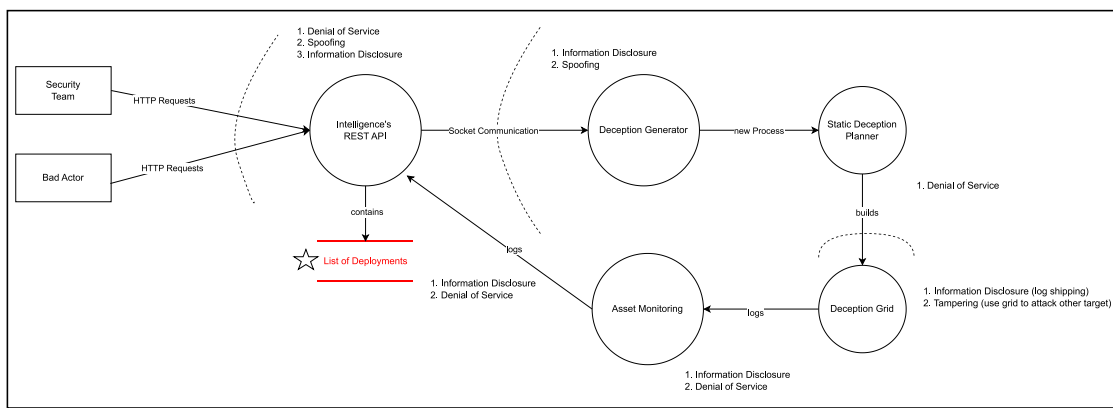 1. Denial of Service
2. Spoofing
3. Information Disclosure
1. Information Disclosure
2. Spoofing
Security
Team
HTTP Requests
Intelligence's
REST API
Socket Communication
Deception Generator
new Process
Static Deception
Planner
Bad Actor
HTTP Requests
1. Denial of Service
contains
builds
List of Deployments
logs
1. Information Disclosure
2. Denial of Service
Asset Monitoring
logs
Deception Grid
1. Information Disclosure (log shipping)
2. Tampering (use grid to attack other target)
1. Information Disclosure
2. Denial of Service